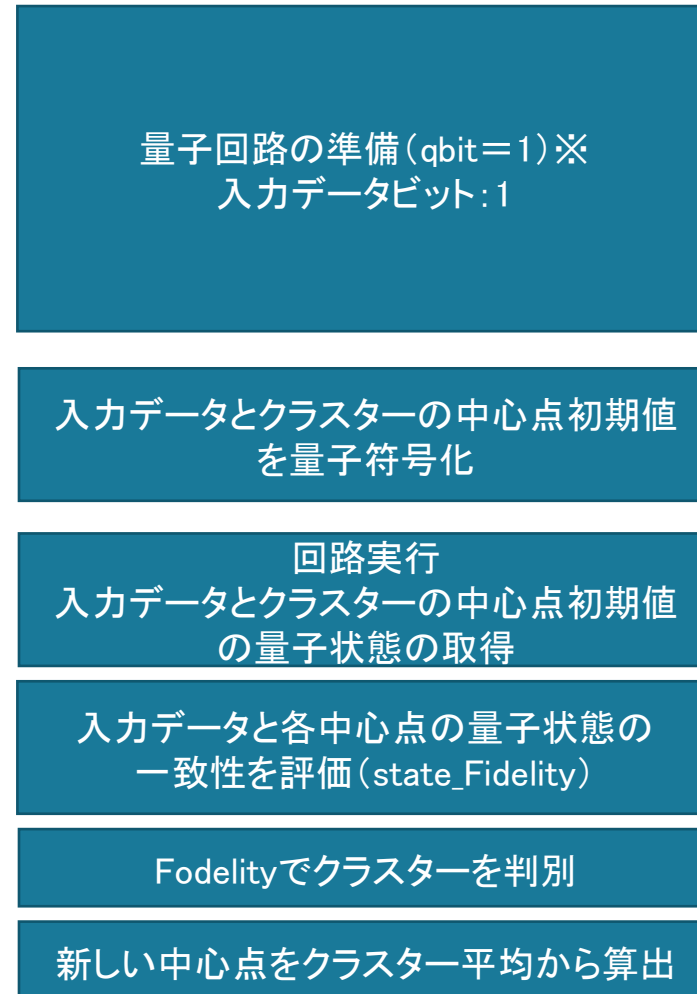 量子回路の準備(qbit=1)※
入力データビット:1
入力データとクラスターの中心点初期値
を量子符号化
回路実行
入力データとクラスターの中心点初期値
の量子状態の取得
入力データと各中心点の量子状態の
一致性を評価(state_Fidelity)
Fodelityでクラスターを判別
新しい中心点をクラスター平均から算出